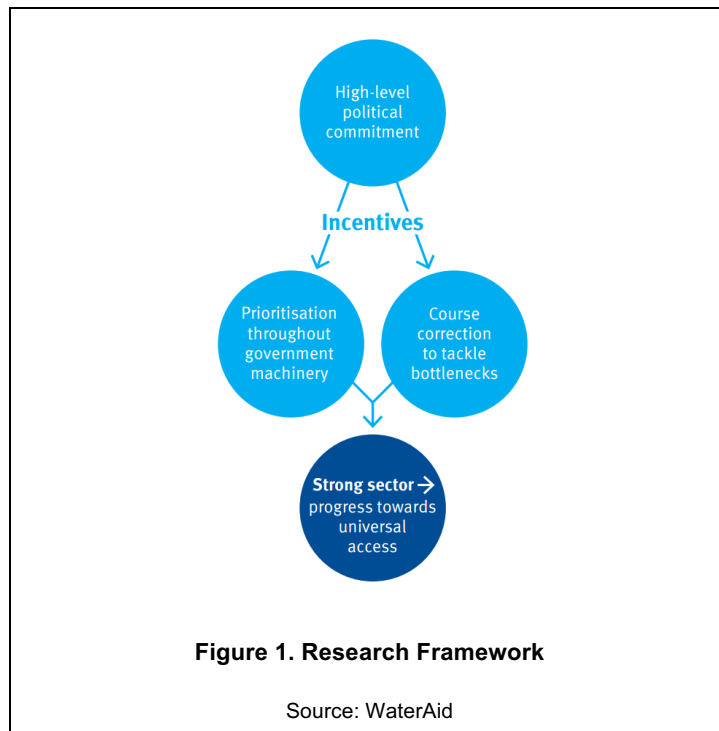 High-level
political
commitment
Incentives
Prioritisation
throughout
government
machinery
Course
correction
to tackle
bottlenecks
Strong sector →
progress towards
universal
access
Figure 1. Research Framework
Source: WaterAid